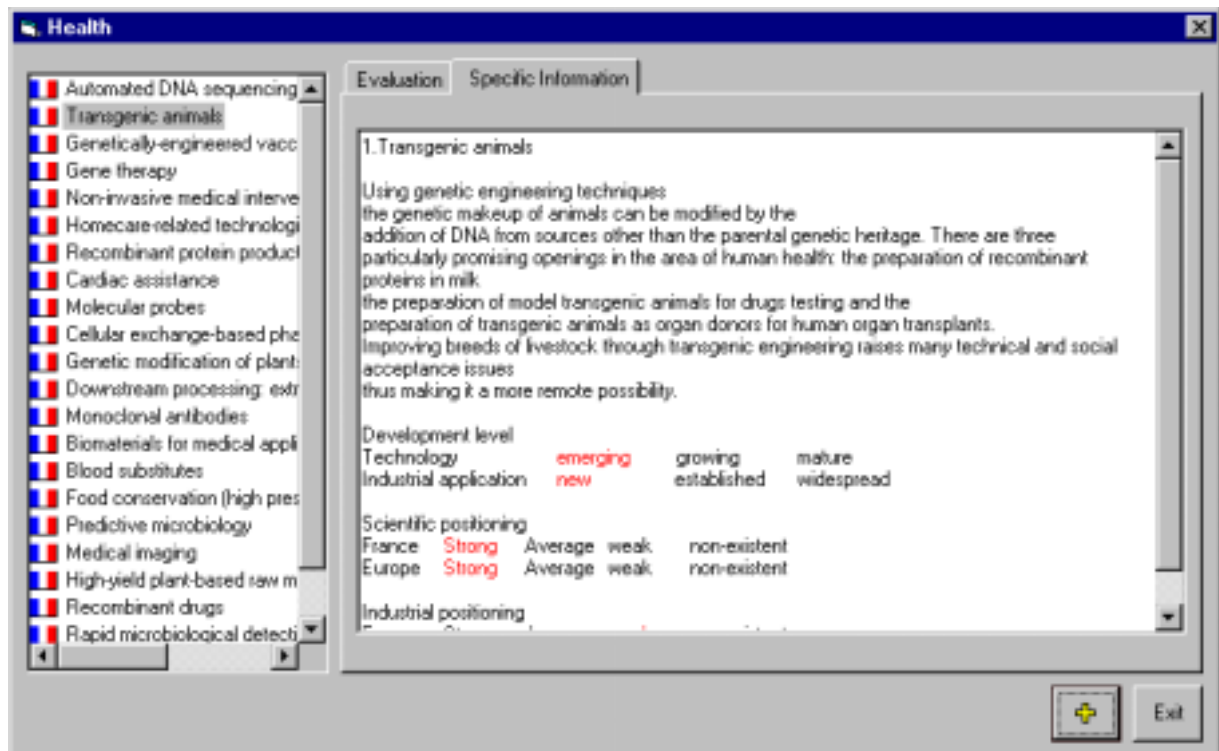 Health
Automated DNA sequencing
Transgenic animals
Genetically-engineered vacc
Gene therapy
Non-invasive medical interve
Homecare-related technologi
Recombinant protein product
Cardiac assistance
Molecular probes
Cellular exchange-based pha
Genetic modification of plants
Downstream processing: extr
Monoclonal antibodies
Biomaterials for medical appli
Blood substitutes
Food conservation (high pres
Predictive microbiology
Medical imaging
High-yield plant-based raw m
Recombinant drugs
Rapid microbiological detecti
Evaluation Specific Information
1.Transgenic animals
Using genetic engineering techniques
the genetic makeup of animals can be modified by the
addition of DNA from sources other than the parental genetic heritage. There are three
particularly promising openings in the area of human health: the preparation of recombinant
proteins in milk
the preparation of model transgenic animals for drugs testing and the
preparation of transgenic animals as organ donors for human organ transplants.
Improving breeds of livestock through transgenic engineering raises many technical and social
acceptance issues
thus making it a more remote possibility.
Development level
Technology emerging growing mature
Industrial application new established widespread
Scientific positioning
France Strong Average weak non-existent
Europe Strong Average weak non-existent
Industrial positioning
Exit